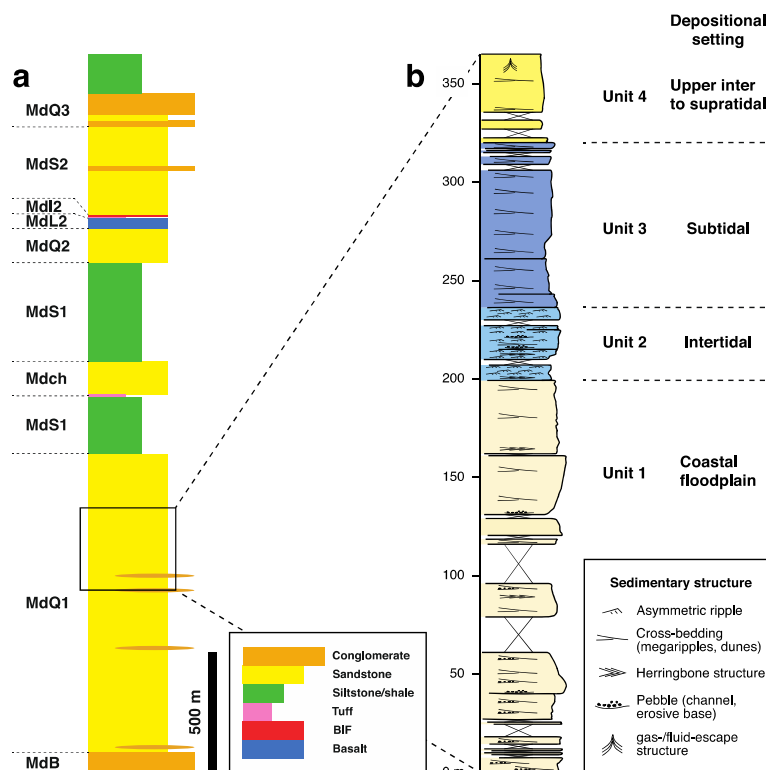 a
MdQ3
MdS2
MdI2
MdL2
MdQ2
MdS1
Mdch
MdS1
MdQ1
MdB
500 m
Conglomerate
Sandstone
Siltstone/shale
Tuff
BIF
Basalt
b
350
300
250
200
150
100
50
0 m
Depositional
setting
Unit 4
Upper inter
to supratidal
Unit 3
Subtidal
Unit 2
Intertidal
Unit 1
Coastal
floodplain
Sedimentary structure
Asymmetric ripple
Cross-bedding
(megaripples, dunes)
Herringbone structure
Pebble (channel,
erosive base)
gas-/fluid-escape
structure